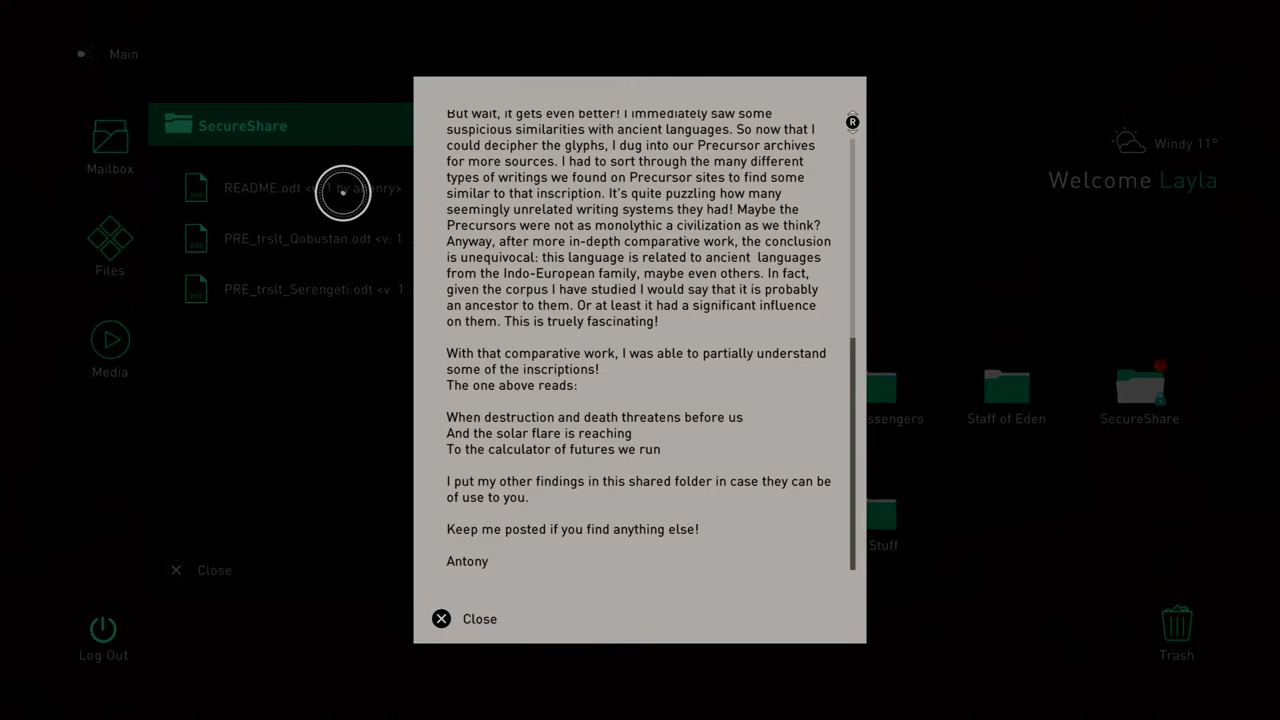 Main
SecureShare
README.odt
Mailbox
PRE_trslt_Qobustan.odt <v. 1 ...
Files
PRE_trslt_Serengeti.odt <v. 1
Media
Close
Log Out
But wait, it gets even better! I immediately saw some
suspicious similarities with ancient languages. So now that I
could decipher the glyphs, I dug into our Precursor archives
for more sources. I had to sort through the many different
types of writings we found on Precursor sites to find some
similar to that inscription. It's quite puzzling how many
seemingly unrelated writing systems they had! Maybe the
Precursors were not as monolithic a civilization as we think?
Anyway, after more in-depth comparative work, the conclusion
is unequivocal: this language is related to ancient languages
from the Indo-European family, maybe even others. In fact,
given the corpus I have studied I would say that it is probably
an ancestor to them. Or at least it had a significant influence
on them. This is truely fascinating!
With that comparative work, I was able to partially understand
some of the inscriptions!
The one above reads:
When destruction and death threatens before us
And the solar flare is reaching
To the calculator of futures we run
I put my other findings in this shared folder in case they can be
of use to you.
Keep me posted if you find anything else!
Antony
Close
R
Windy 11°
Welcome Layla
ssengers
Staff of Eden
SecureShare
Stuff
Trash